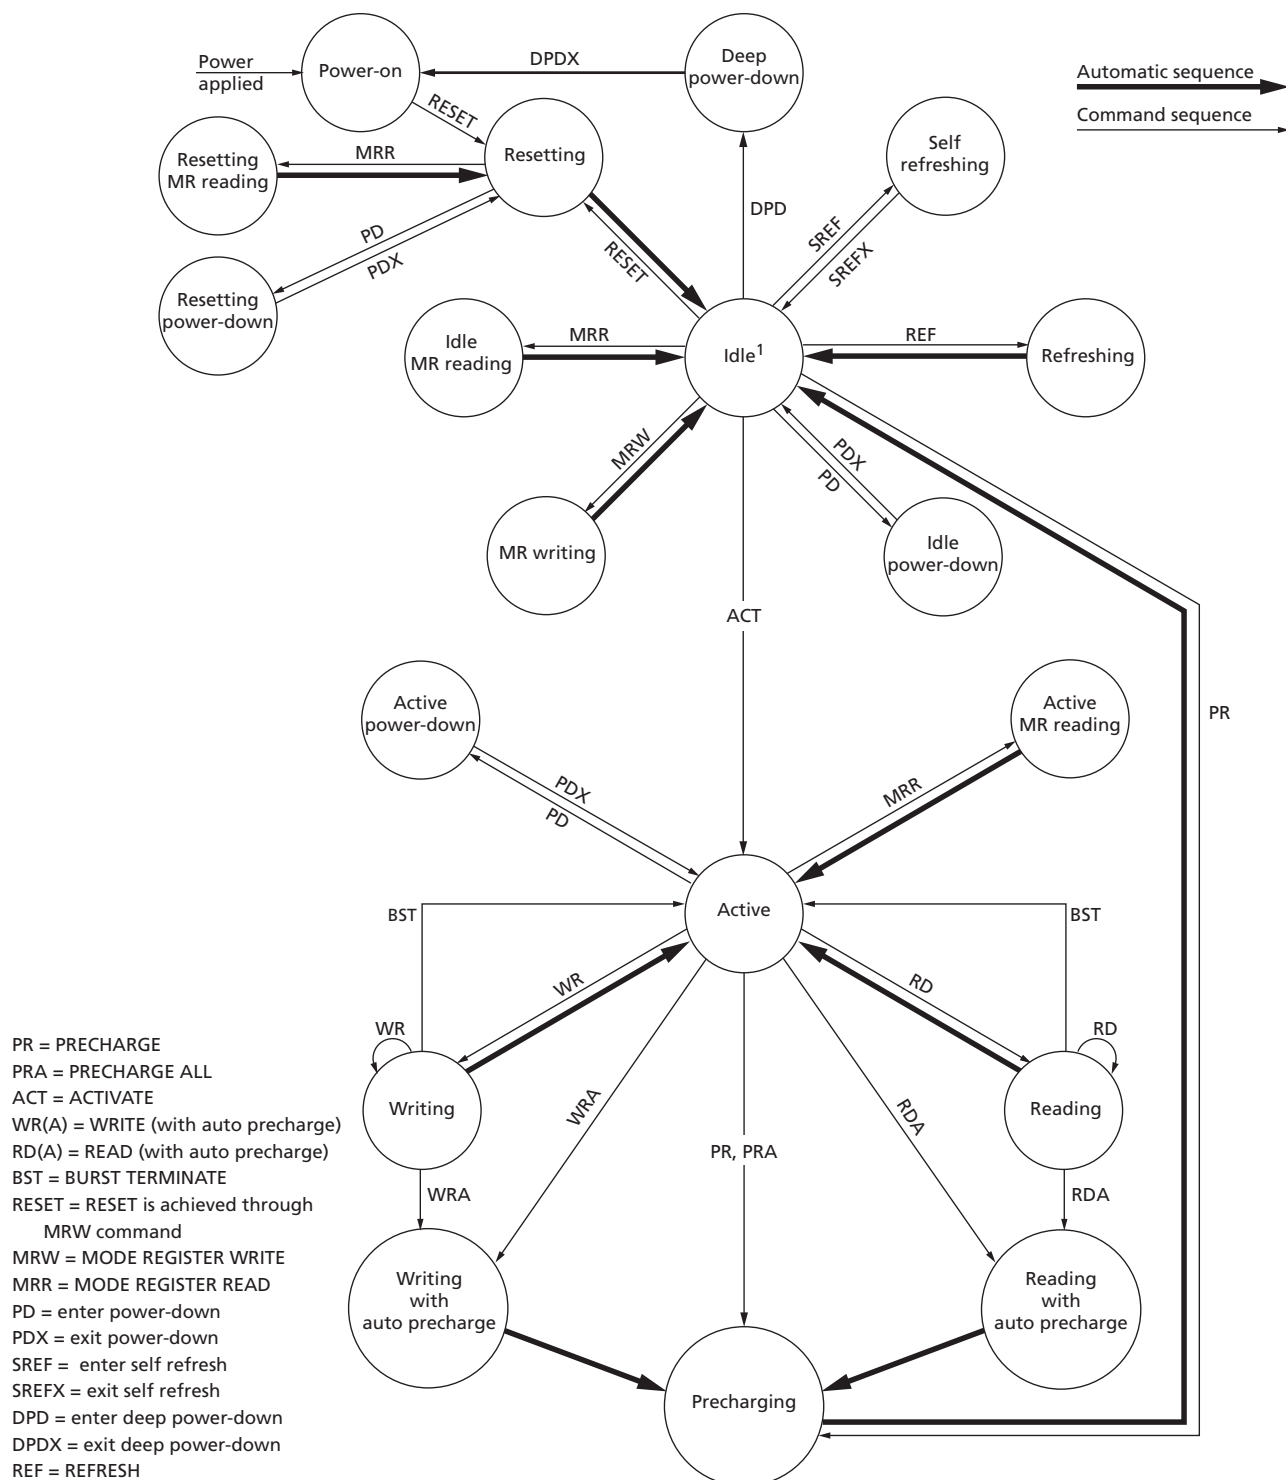 Power
applied
Power-on
DPDX
Deep
power-down
Automatic sequence
Command sequence
RESET
Resetting
MR reading
MRR
Resetting
Self
refreshing
PD
PDX
DPD
SREF
SREFX
RESET
Resetting
power-down
Idle
MR reading
MRR
Idle¹
REF
Refreshing
MRW
PDX
PD
MR writing
Idle
power-down
ACT
Active
power-down
Active
MR reading
PR
PDX
PD
MRR
BST
Active
BST
WR
RD
WR
RD
Writing
Reading
WRA
PR, PRA
RDA
WRA
RDA
Writing
with
auto precharge
Reading
with
auto precharge
Precharging
PR = PRECHARGE
PRA = PRECHARGE ALL
ACT = ACTIVATE
WR(A) = WRITE (with auto precharge)
RD(A) = READ (with auto precharge)
BST = BURST TERMINATE
RESET = RESET is achieved through
MRW command
MRW = MODE REGISTER WRITE
MRR = MODE REGISTER READ
PD = enter power-down
PDX = exit power-down
SREF = enter self refresh
SREFX = exit self refresh
DPD = enter deep power-down
DPDX = exit deep power-down
REF = REFRESH